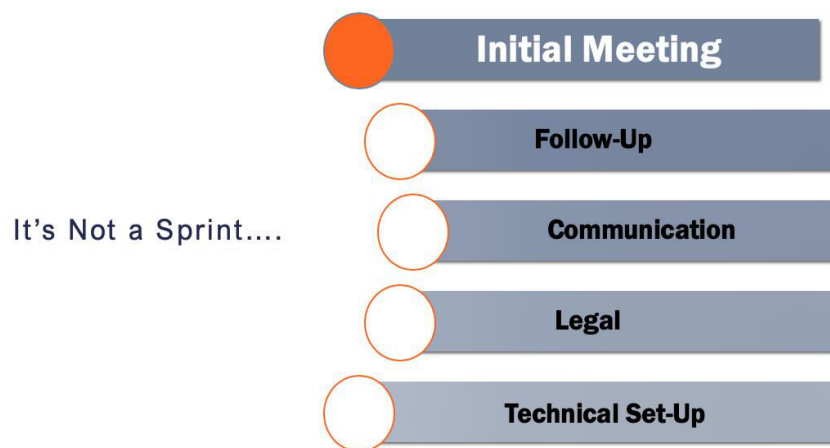 Initial Meeting
Follow-Up
It's Not a Sprint....
Communication
Legal
Technical Set-Up